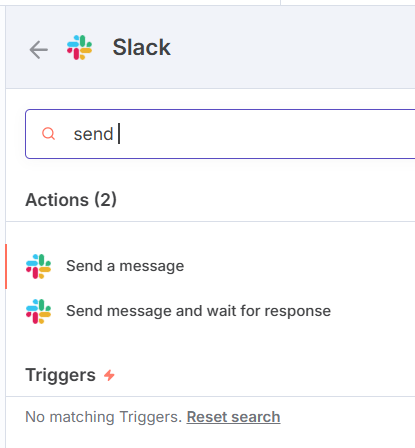 Slack
send
Actions (2)
Send a message
Send message and wait for response
Triggers
No matching Triggers. Reset search